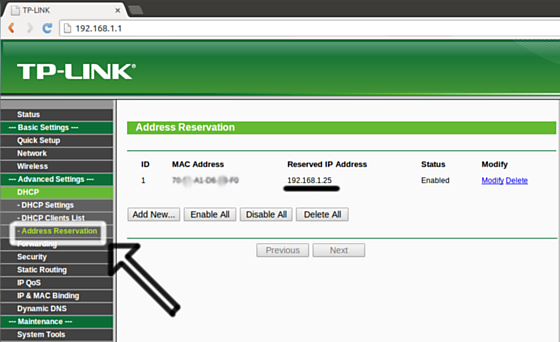 TP-LINK
192.168.1.1
TP-LINK®
Status
--- Basic Settings ---
Quick Setup
Network
Wireless
--- Advanced Settings ---
DHCP
- DHCP Settings
- DHCP Clients List
- Address Reservation
Forwarding
Security
Static Routing
IP QoS
IP & MAC Binding
Dynamic DNS
--- Maintenance ---
System Tools
Address Reservation
ID MAC Address Reserved IP Address Status Modify
1 70- -A1-D6- -F0 192.168.1.25 Enabled Modify Delete
Add New... Enable All Disable All Delete All
Previous Next